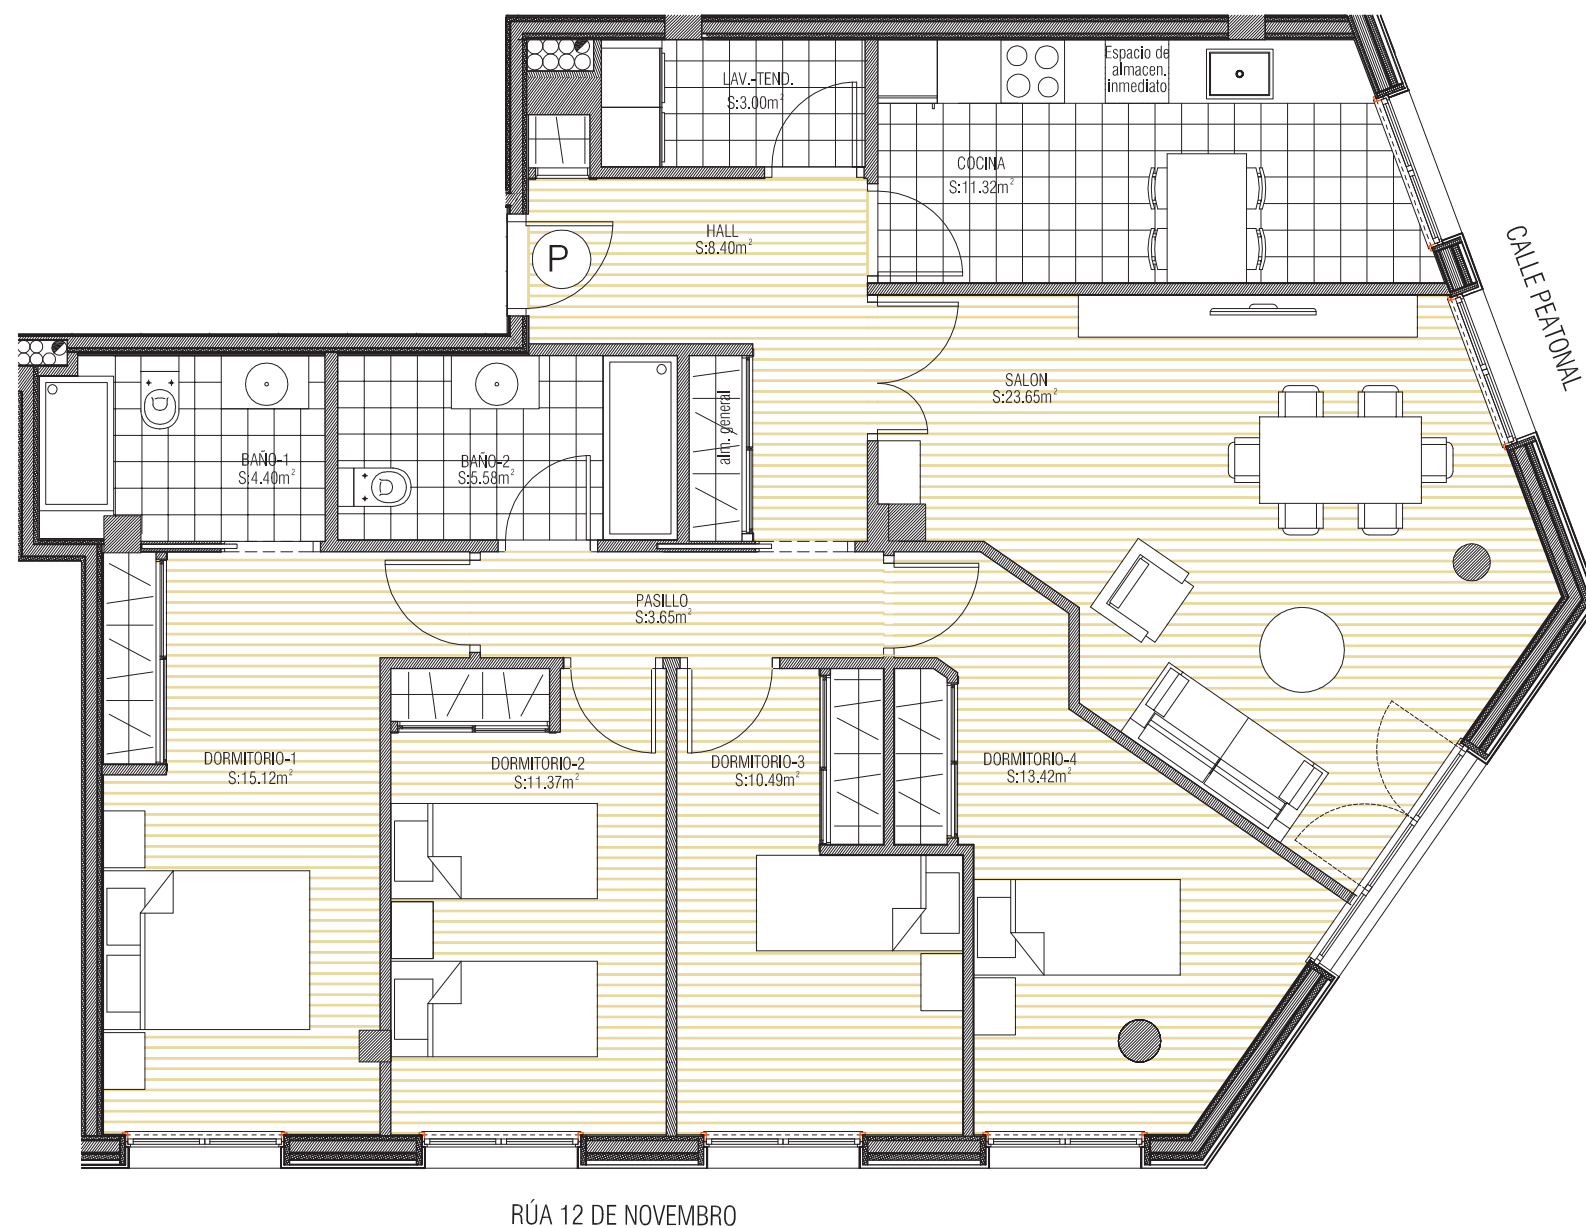 LAV.-TEND.
S:3.00m²
Espacio de
almacen.
inmediato
COCINA
S:11.32m²
HALL
S:8.40m²
P
CALLE PEATONAL
SALON
S:23.65m²
alm. general
BAÑO-1
S:4.40m²
BAÑO-2
S:5.58m²
PASILLO
S:3.65m²
DORMITORIO-1
S:15.12m²
DORMITORIO-2
S:11.37m²
DORMITORIO-3
S:10.49m²
DORMITORIO-4
S:13.42m²
RÚA 12 DE NOVEMBRO